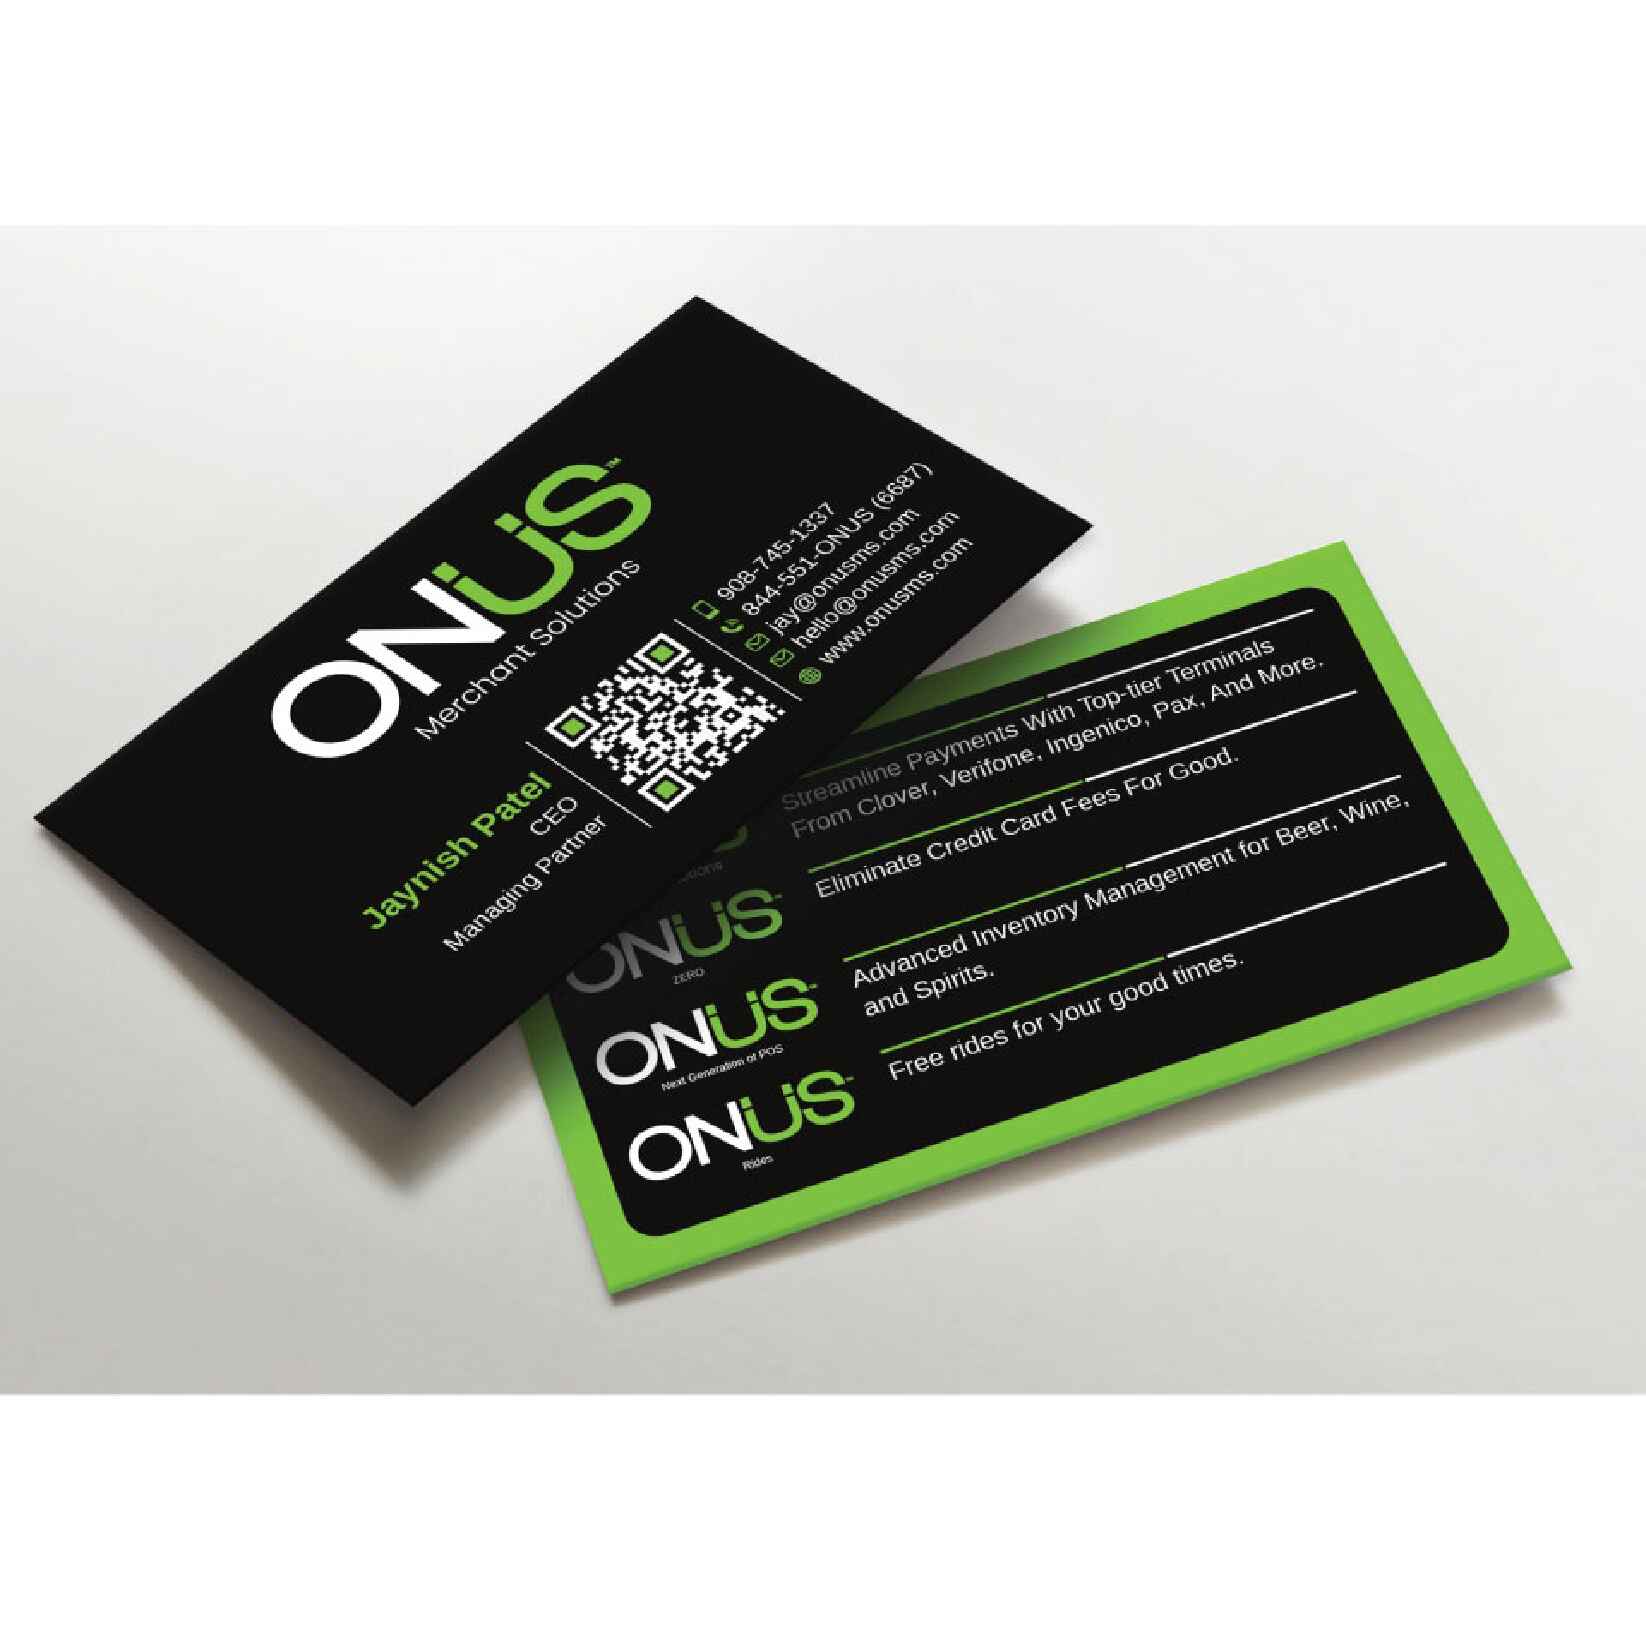 ONUS™
Merchant Solutions
Jaynish Patel
CEO
Managing Partner
908-745-1337
844-551-ONUS (6687)
jay@onusms.com
hello@onusms.com
www.onusms.com
Streamline Payments With Top-tier Terminals
From Clover, Verifone, Ingenico, Pax, And More.
ONUS
ZERO
Eliminate Credit Card Fees For Good.
ONUS
Next Generation of POS
Advanced Inventory Management for Beer, Wine,
and Spirits.
ONUS
Rides
Free rides for your good times.